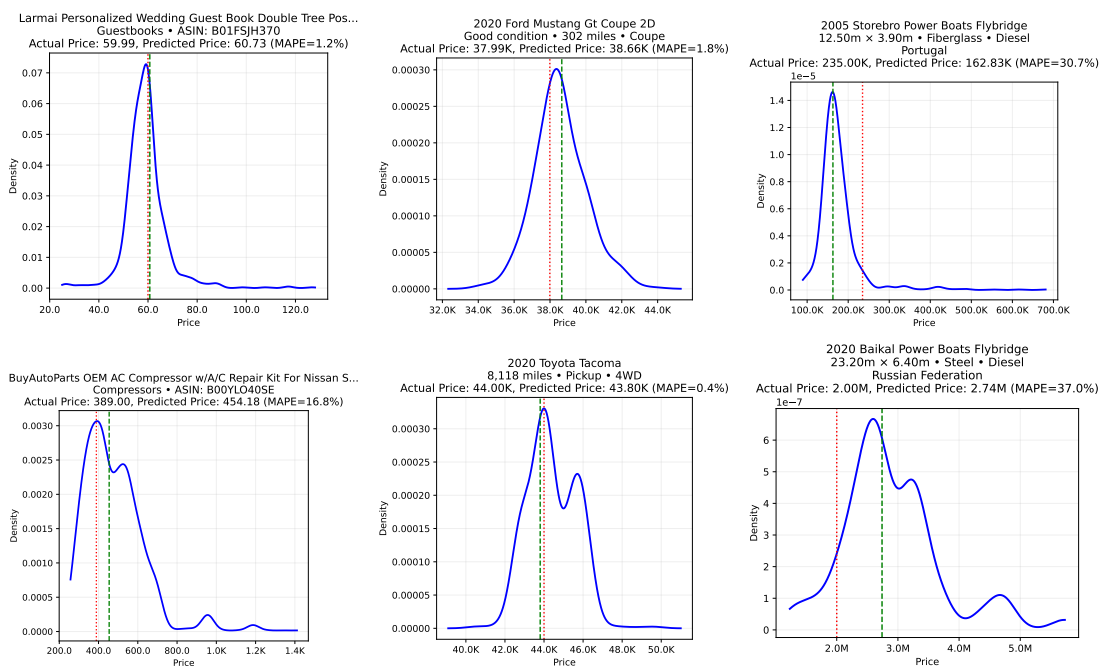 Larmai Personalized Wedding Guest Book Double Tree Pos...
Guestbooks • ASIN: B01FSJH370
Actual Price: 59.99, Predicted Price: 60.73 (MAPE=1.2%)
0.07
0.06
0.05
0.04
0.03
0.02
0.01
0.00
Density
20.0 40.0 60.0 80.0 100.0 120.0
Price
2020 Ford Mustang Gt Coupe 2D
Good condition • 302 miles • Coupe
Actual Price: 37.99K, Predicted Price: 38.66K (MAPE=1.8%)
0.00030
0.00025
0.00020
0.00015
0.00010
0.00005
0.00000
Density
32.0K 34.0K 36.0K 38.0K 40.0K 42.0K 44.0K
Price
2005 Storebro Power Boats Flybridge
12.50m × 3.90m • Fiberglass • Diesel
Portugal
Actual Price: 235.00K, Predicted Price: 162.83K (MAPE=30.7%)
1e−5
1.4
1.2
1.0
0.8
0.6
0.4
0.2
0.0
Density
100.0K 200.0K 300.0K 400.0K 500.0K 600.0K 700.0K
Price
BuyAutoParts OEM AC Compressor w/A/C Repair Kit For Nissan S...
Compressors • ASIN: B00YLO40SE
Actual Price: 389.00, Predicted Price: 454.18 (MAPE=16.8%)
0.0030
0.0025
0.0020
0.0015
0.0010
0.0005
0.0000
Density
200.0 400.0 600.0 800.0 1.0K 1.2K 1.4K
Price
2020 Toyota Tacoma
8,118 miles • Pickup • 4WD
Actual Price: 44.00K, Predicted Price: 43.80K (MAPE=0.4%)
0.00030
0.00025
0.00020
0.00015
0.00010
0.00005
0.00000
Density
40.0K 42.0K 44.0K 46.0K 48.0K 50.0K
Price
2020 Baikal Power Boats Flybridge
23.20m × 6.40m • Steel • Diesel
Russian Federation
Actual Price: 2.00M, Predicted Price: 2.74M (MAPE=37.0%)
1e−7
6
5
4
3
2
1
0
Density
2.0M 3.0M 4.0M 5.0M
Price